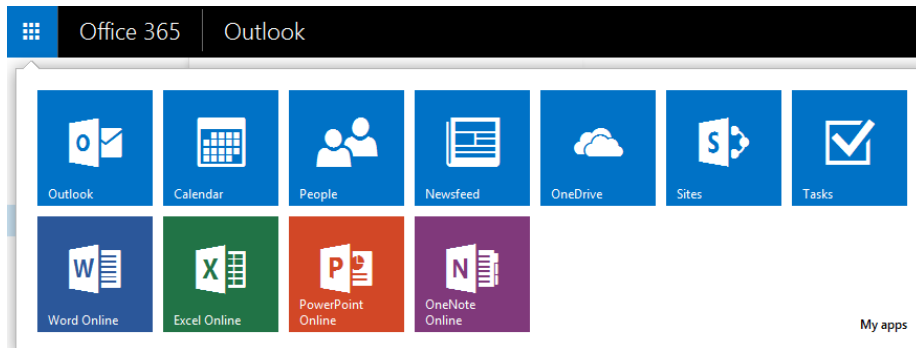 Office 365 Outlook
O
S
Outlook Calendar People Newsfeed OneDrive Sites Tasks
W X P N
PowerPoint OneNote
Word Online Excel Online Online Online
My apps